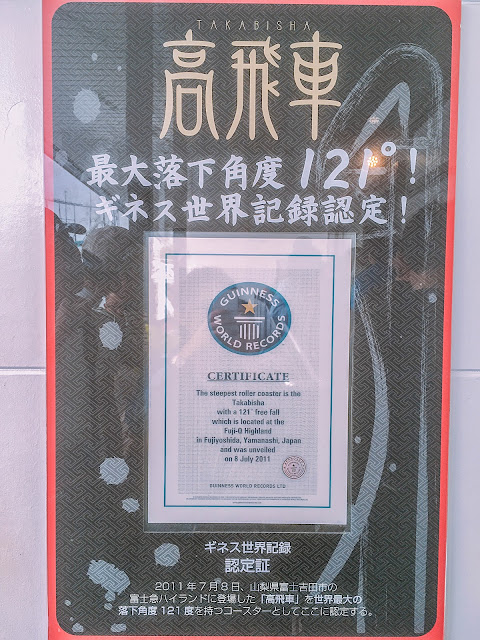 TAKABISHA
高飛車
最大落下角度121°!
ギネス世界記録認定!
GUINNESS
WORLD RECORDS
CERTIFICATE
The steepest roller coaster is the
Takabisha
with a 121° free fall
which is located at the
Fuji-Q Highland
in Fujiyoshida, Yamanashi, Japan
and was unveiled
on 8 July 2011
GUINNESS WORLD RECORDS LTD
ギネス世界記録
認定証
2011年7月8日、山梨県富士吉田市の
富士急ハイランドに登場した「高飛車」を世界最大の
落下角度121度を持つコースターとしてここに認定する。